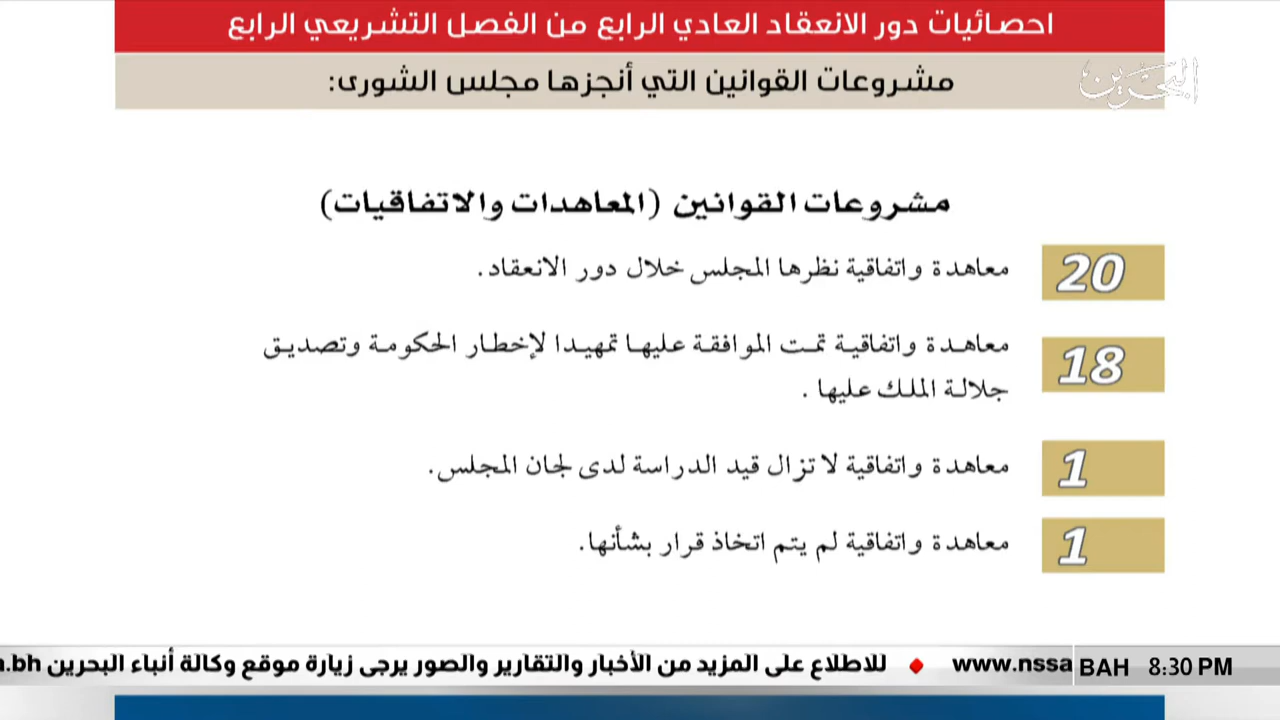 احصائيات دور الانعقاد العادي الرابع من الفصل التشريعي الرابع
مشروعات القوانين التي أنجزها مجلس الشورى:
البحرين
مشروعات القوانين (المعاهدات والاتفاقيات)
20 معاهدة واتفاقية نظرها المجلس خلال دور الانعقاد.
18 معاهدة واتفاقية تمت الموافقة عليها تمهيدا لإخطار الحكومة وتصديق
جلالة الملك عليها .
1 معاهدة واتفاقية لا تزال قيد الدراسة لدى لجان المجلس.
1 معاهدة واتفاقية لم يتم اتخاذ قرار بشأنها.
www.nssa ♦ للاطلاع على المزيد من الأخبار والتقارير والصور يرجى زيارة موقع وكالة أنباء البحرين a.bh
BAH 8:30 PM